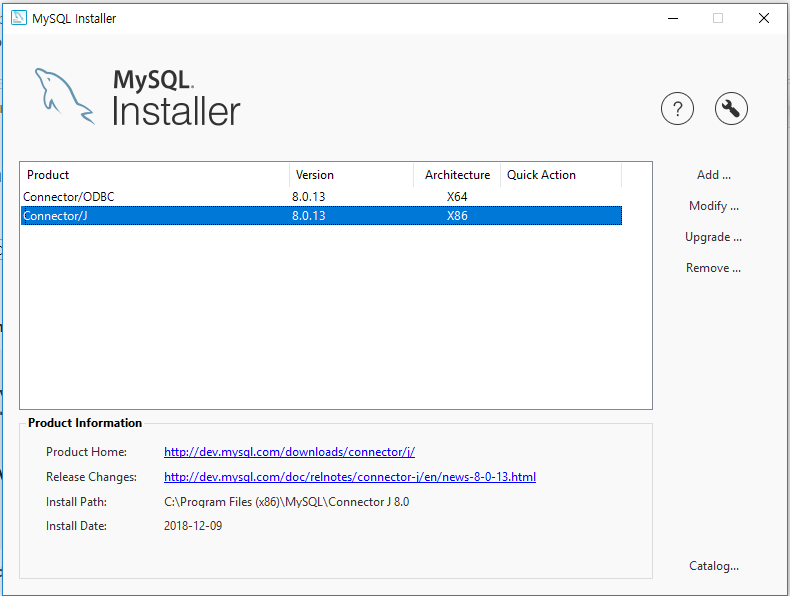 MySQL Installer
MySQL.
Installer
?
Product Version Architecture Quick Action
Connector/ODBC 8.0.13 X64
Connector/J 8.0.13 X86
Add ...
Modify ...
Upgrade ...
Remove ...
Product Information
Product Home: http://dev.mysql.com/downloads/connector/j/
Release Changes: http://dev.mysql.com/doc/relnotes/connector-j/en/news-8-0-13.html
Install Path: C:\Program Files (x86)\MySQL\Connector J 8.0
Install Date: 2018-12-09
Catalog...